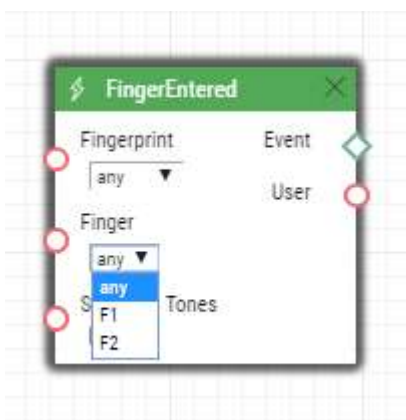 FingerEntered
Fingerprint Event
any
User
Finger
any
any
S Tones
F1
F2